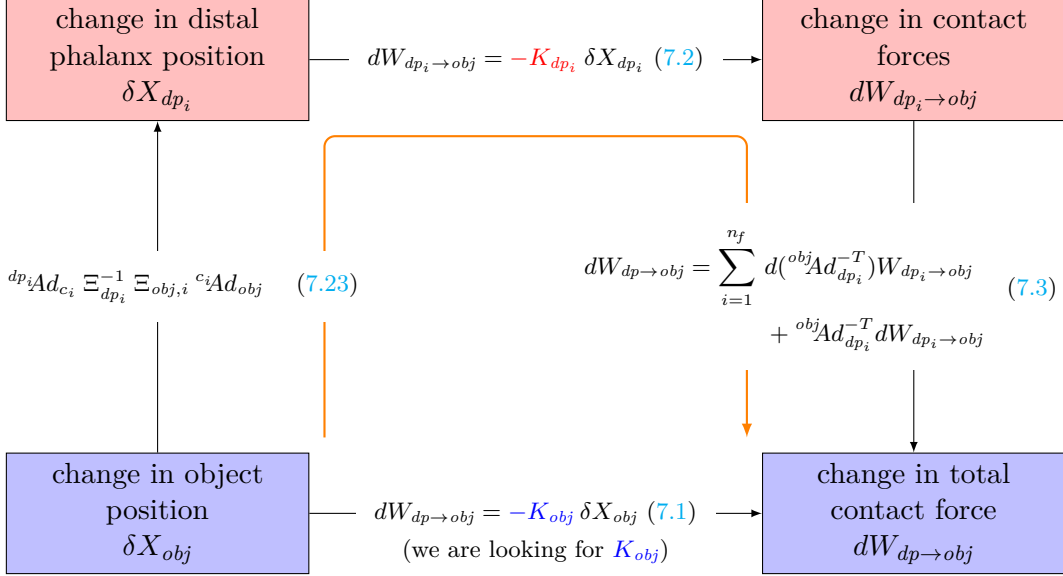 change in distal
phalanx position
δX_{dp_i}
dW_{dp_i→obj} = −K_{dp_i} δX_{dp_i} (7.2)
change in contact
forces
dW_{dp_i→obj}
^{dp_i}Ad_{c_i} Ξ_{dp_i}^{−1} Ξ_{obj,i} ^{c_i}Ad_{obj} (7.23)
dW_{dp→obj} = \sum_{i=1}^{n_f} d(^{obj}Ad_{dp_i}^{−T})W_{dp_i→obj}
+ ^{obj}Ad_{dp_i}^{−T} dW_{dp_i→obj}
(7.3)
change in object
position
δX_{obj}
dW_{dp→obj} = −K_{obj} δX_{obj} (7.1)
(we are looking for K_{obj})
change in total
contact force
dW_{dp→obj}